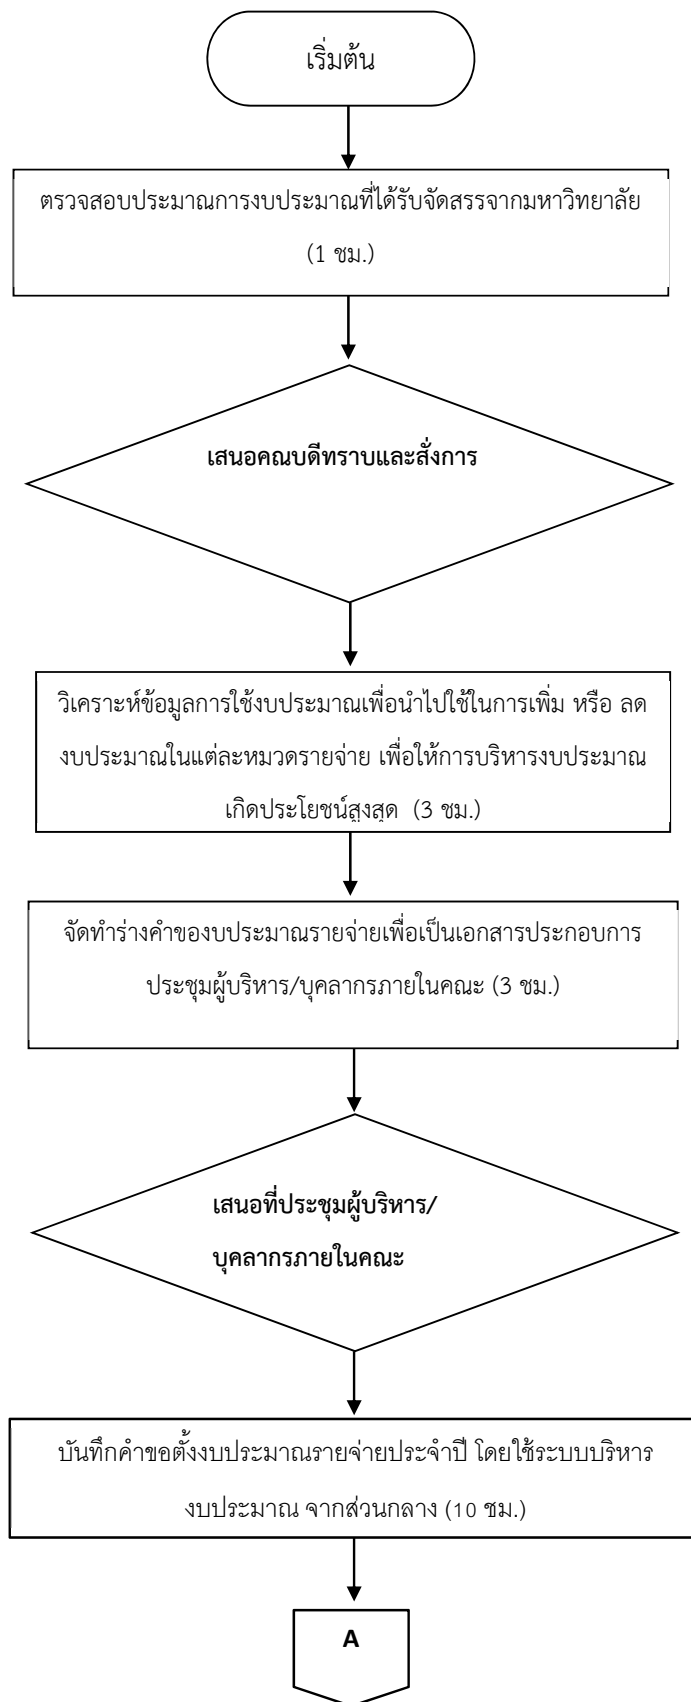 เริ่มต้น
ตรวจสอบประมาณการงบประมาณที่ได้รับจัดสรรจากมหาวิทยาลัย
(1 ชม.)
เสนอคณบดีทราบและสั่งการ
วิเคราะห์ข้อมูลการใช้งบประมาณเพื่อนำไปใช้ในการเพิ่ม หรือ ลด
งบประมาณในแต่ละหมวดรายจ่าย เพื่อให้การบริหารงบประมาณ
เกิดประโยชน์สูงสุด (3 ชม.)
จัดทำร่างคำของบประมาณรายจ่ายเพื่อเป็นเอกสารประกอบการ
ประชุมผู้บริหาร/บุคลากรภายในคณะ (3 ชม.)
เสนอที่ประชุมผู้บริหาร/
บุคลากรภายในคณะ
บันทึกคำขอตั้งงบประมาณรายจ่ายประจำปี โดยใช้ระบบบริหาร
งบประมาณ จากส่วนกลาง (10 ชม.)
A